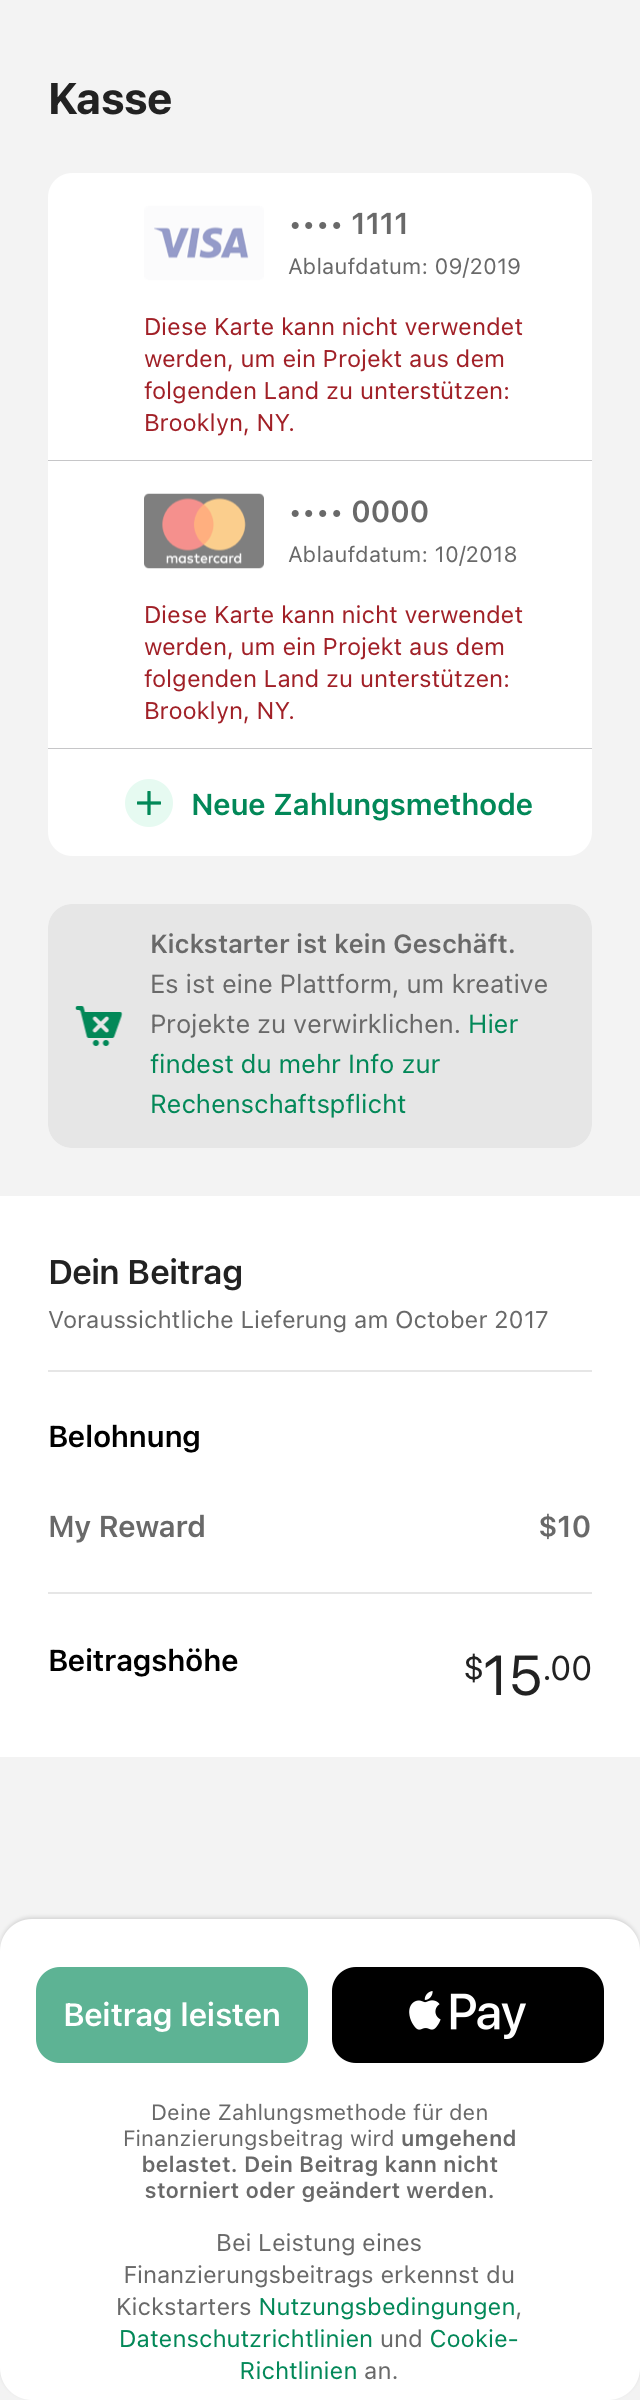 Kasse
VISA
•••• 1111
Ablaufdatum: 09/2019
Diese Karte kann nicht verwendet
werden, um ein Projekt aus dem
folgenden Land zu unterstützen:
Brooklyn, NY.
mastercard
•••• 0000
Ablaufdatum: 10/2018
Diese Karte kann nicht verwendet
werden, um ein Projekt aus dem
folgenden Land zu unterstützen:
Brooklyn, NY.
Neue Zahlungsmethode
Kickstarter ist kein Geschäft.
Es ist eine Plattform, um kreative
Projekte zu verwirklichen. Hier
findest du mehr Info zur
Rechenschaftspflicht
Dein Beitrag
Voraussichtliche Lieferung am October 2017
Belohnung
My Reward $10
Beitragshöhe $15.00
Beitrag leisten
Pay
Deine Zahlungsmethode für den
Finanzierungsbeitrag wird umgehend
belastet. Dein Beitrag kann nicht
storniert oder geändert werden.
Bei Leistung eines
Finanzierungsbeitrags erkennst du
Kickstarters Nutzungsbedingungen,
Datenschutzrichtlinien und Cookie-
Richtlinien an.